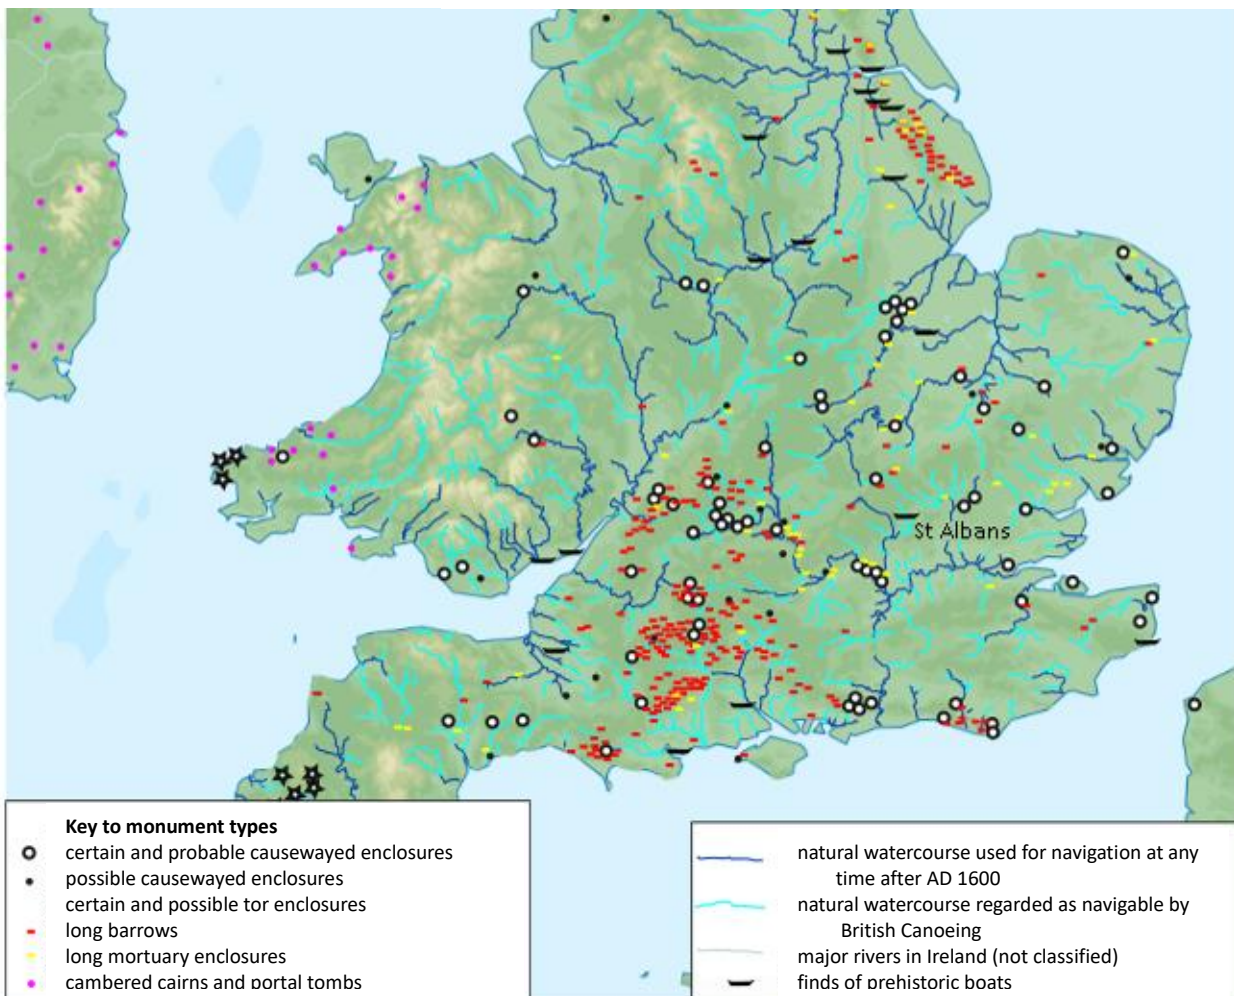 St Albans
Key to monument types
certain and probable causewayed enclosures
possible causewayed enclosures
certain and possible tor enclosures
long barrows
long mortuary enclosures
cambered cairns and portal tombs
natural watercourse used for navigation at any
time after AD 1600
natural watercourse regarded as navigable by
British Canoeing
major rivers in Ireland (not classified)
finds of prehistoric boats